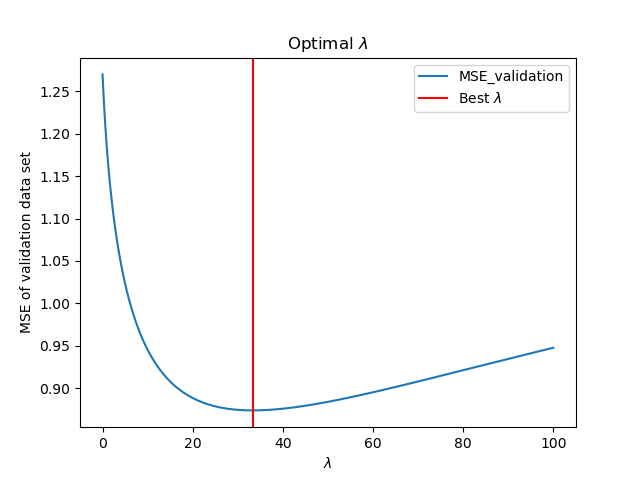 Optimal λ
MSE_validation
Best λ
MSE of validation data set
1.25
1.20
1.15
1.10
1.05
1.00
0.95
0.90
0
20
40
60
80
100
λ